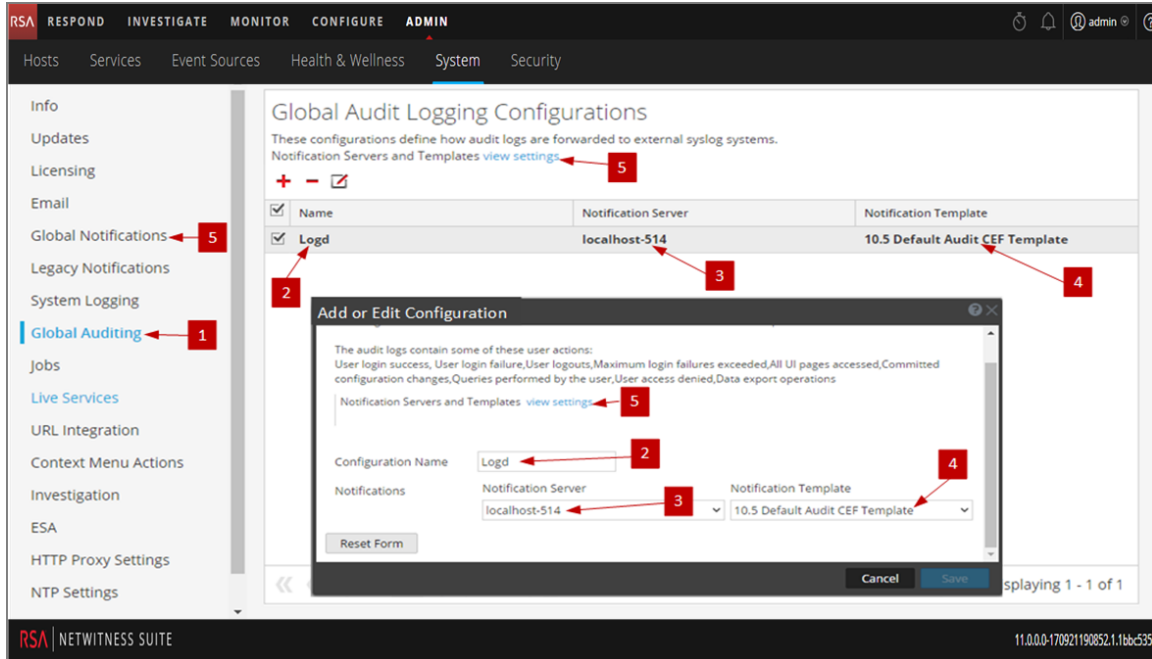 RSA RESPOND INVESTIGATE MONITOR CONFIGURE ADMIN admin
Hosts Services Event Sources Health & Wellness System Security
Info
Updates
Licensing
Email
Global Notifications 5
Legacy Notifications
System Logging
Global Auditing 1
Jobs
Live Services
URL Integration
Context Menu Actions
Investigation
ESA
HTTP Proxy Settings
NTP Settings
Global Audit Logging Configurations
These configurations define how audit logs are forwarded to external syslog systems.
Notification Servers and Templates view settings 5
Name Notification Server Notification Template
Logd localhost-514 10.5 Default Audit CEF Template
2 3 4
Add or Edit Configuration
The audit logs contain some of these user actions:
User login success, User login failure,User logouts,Maximum login failures exceeded,All UI pages accessed,Committed
configuration changes,Queries performed by the user,User access denied,Data export operations
Notification Servers and Templates view settings 5
Configuration Name Logd 2
4
Notifications Notification Server Notification Template
localhost-514 3 10.5 Default Audit CEF Template
Reset Form
Cancel Save
splaying 1 - 1 of 1
RSA NETWITNESS SUITE 11.0.0.0-170921190852.1.1bbc535